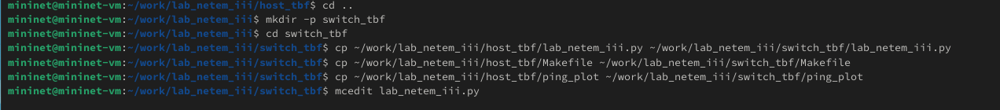 mininet@mininet-vm:~/work/lab_netem_iii/host_tbf$ cd ..
mininet@mininet-vm:~/work/lab_netem_iii$ mkdir -p switch_tbf
mininet@mininet-vm:~/work/lab_netem_iii$ cd switch_tbf
mininet@mininet-vm:~/work/lab_netem_iii/switch_tbf$ cp ~/work/lab_netem_iii/host_tbf/lab_netem_iii.py ~/work/lab_netem_iii/switch_tbf/lab_netem_iii.py
mininet@mininet-vm:~/work/lab_netem_iii/switch_tbf$ cp ~/work/lab_netem_iii/host_tbf/Makefile ~/work/lab_netem_iii/switch_tbf/Makefile
mininet@mininet-vm:~/work/lab_netem_iii/switch_tbf$ cp ~/work/lab_netem_iii/host_tbf/ping_plot ~/work/lab_netem_iii/switch_tbf/ping_plot
mininet@mininet-vm:~/work/lab_netem_iii/switch_tbf$ mcedit lab_netem_iii.py